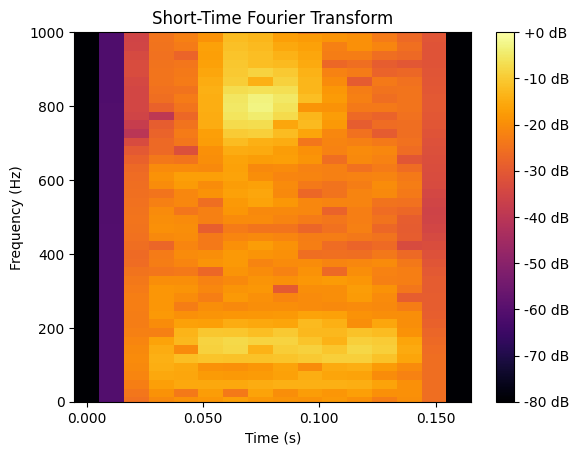 Short-Time Fourier Transform
1000
800
600
400
200
0
Frequency (Hz)
0.000
0.050
0.100
0.150
Time (s)
+0 dB
-10 dB
-20 dB
-30 dB
-40 dB
-50 dB
-60 dB
-70 dB
-80 dB